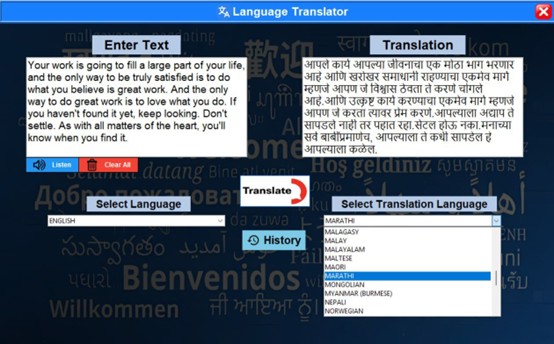 Language Translator
Enter Text
Translation
Your work is going to fill a large part of your life,
and the only way to be truly satisfied is to do
what you believe is great work. And the only
way to do great work is to love what you do. If
you haven't found it yet, keep looking. Don't
settle. As with all matters of the heart, you'll
know when you find it.
आपले कार्य आपल्या जीवनाचा एक मोठा भाग भरणार
आहे आणि खरोखर समाधानी राहण्याचा एकमेव मार्ग
म्हणजे आपण जे विश्वास ठेवता ते करणे चांगले
आहे.आणि उत्कृष्ट कार्य करण्याचा एकमेव मार्ग म्हणजे
आपण जे करता त्यावर प्रेम करणे.आपल्याला अद्याप ते
सापडले नाही तर पहात रहा.सेटल होऊ नका.मनाच्या
सर्व बाबींप्रमाणेच, आपल्याला ते कधी सापडेल हे
आपल्याला कळेल.
Listen
Clear All
Translate
Select Language
Select Translation Language
ENGLISH
MARATHI
History
MALAGASY
MALAY
MALAYALAM
MALTESE
MAORI
MARATHI
MONGOLIAN
MYANMAR (BURMESE)
NEPALI
NORWEGIAN
欢迎
Добро
Hoş geldiniz
Selamat datang
Bienvenidos
Willkommen
ਜੀ ਆਇਆ ਨੂੰ